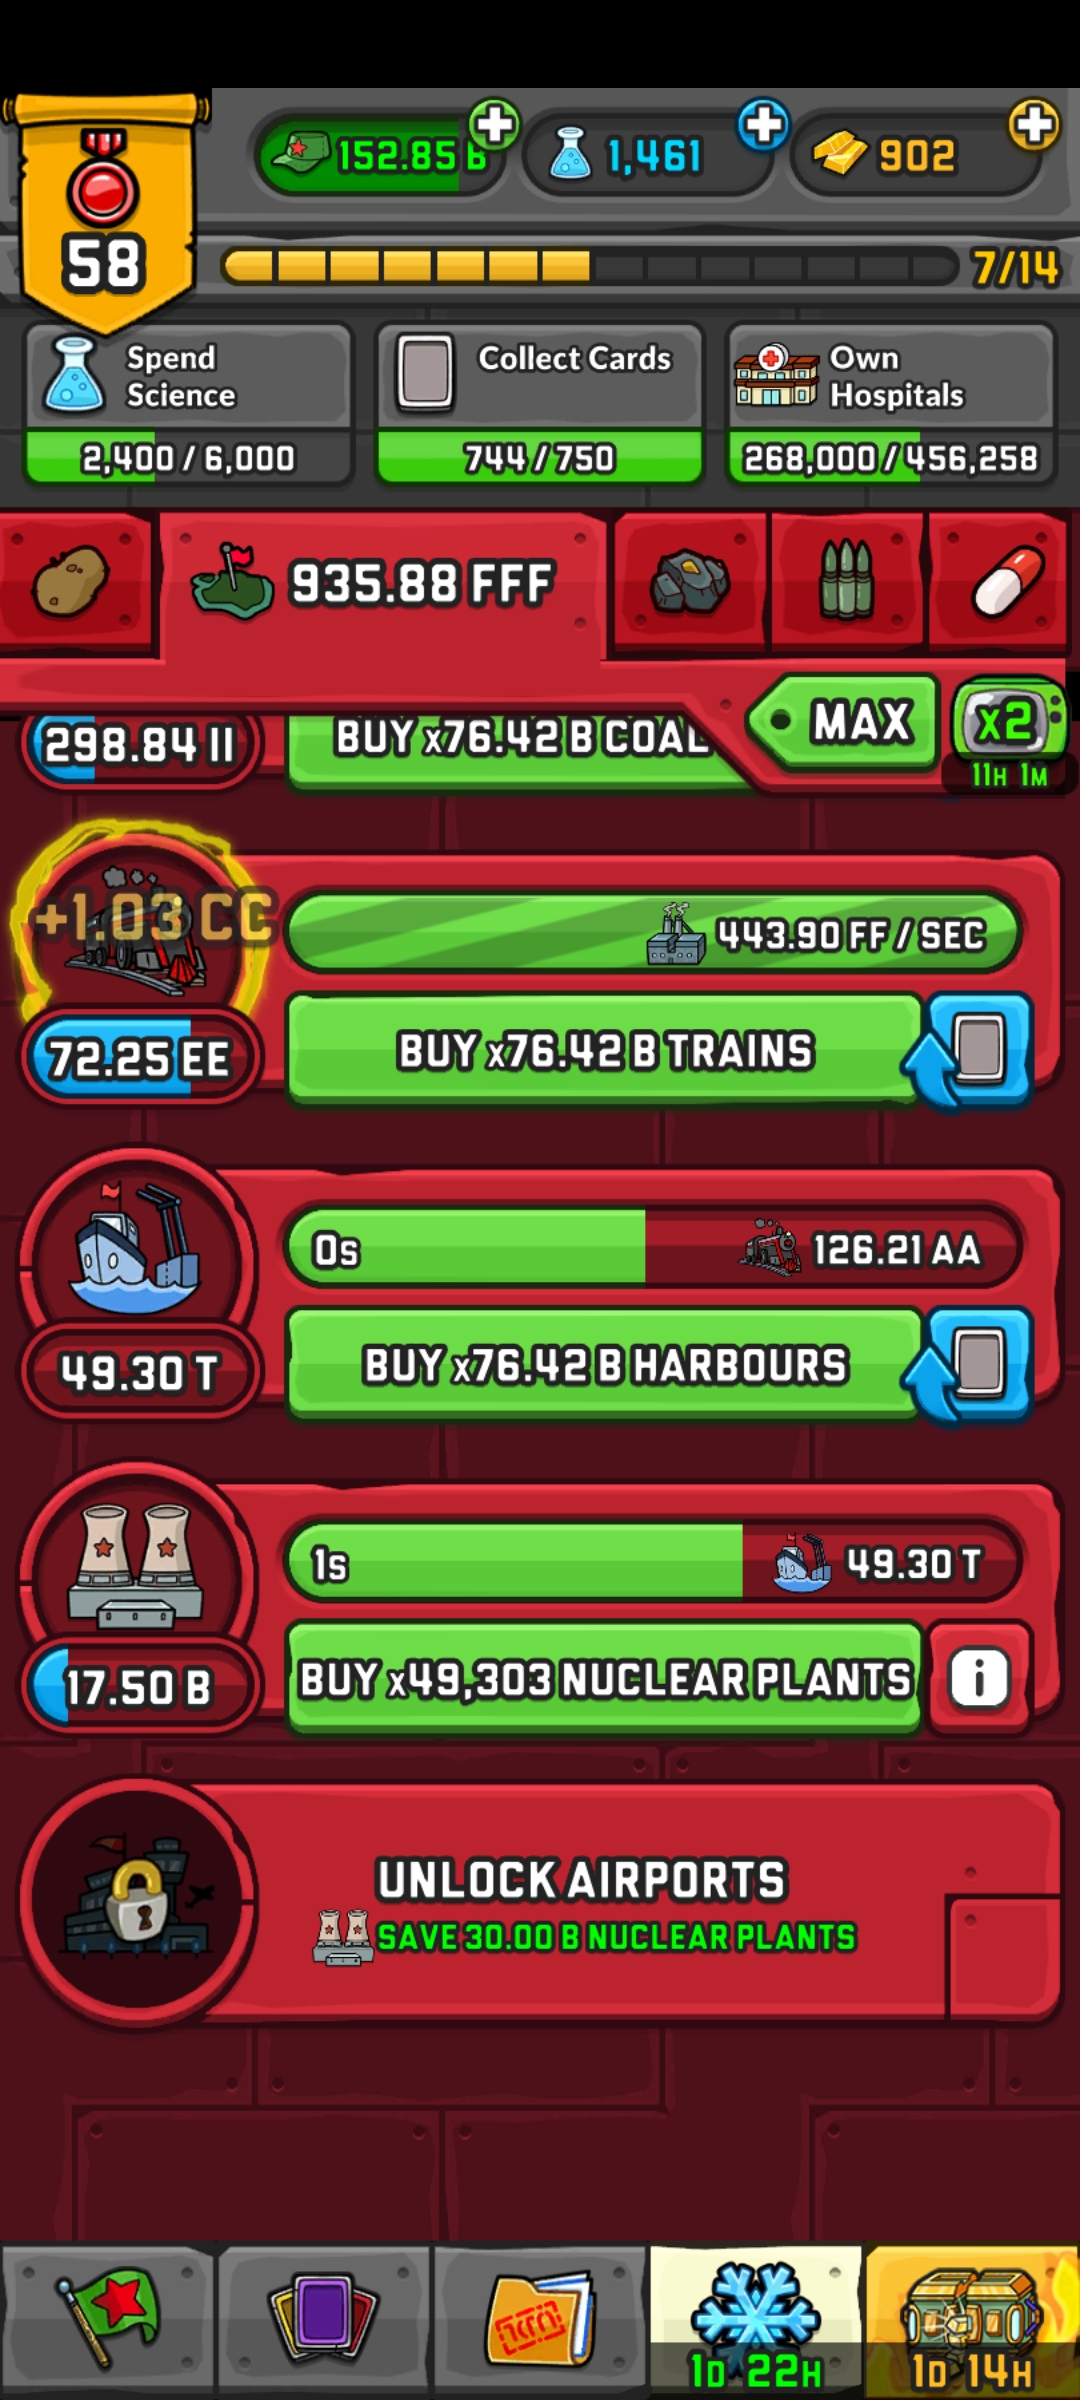 152.85 B
1,461
902
58
7/14
Spend
Science
2,400 / 6,000
Collect Cards
744 / 750
Own
Hospitals
268,000 / 456,258
935.88 FFF
MAX
x2
11H 1M
298.84 II
BUY x76.42 B COAL
+1.03 CC
443.90 FF / SEC
72.25 EE
BUY x76.42 B TRAINS
0s
126.21 AA
49.30 T
BUY x76.42 B HARBOURS
1s
49.30 T
17.50 B
BUY x49,303 NUCLEAR PLANTS
i
UNLOCK AIRPORTS
SAVE 30.00 B NUCLEAR PLANTS
1D 22H
1D 14H